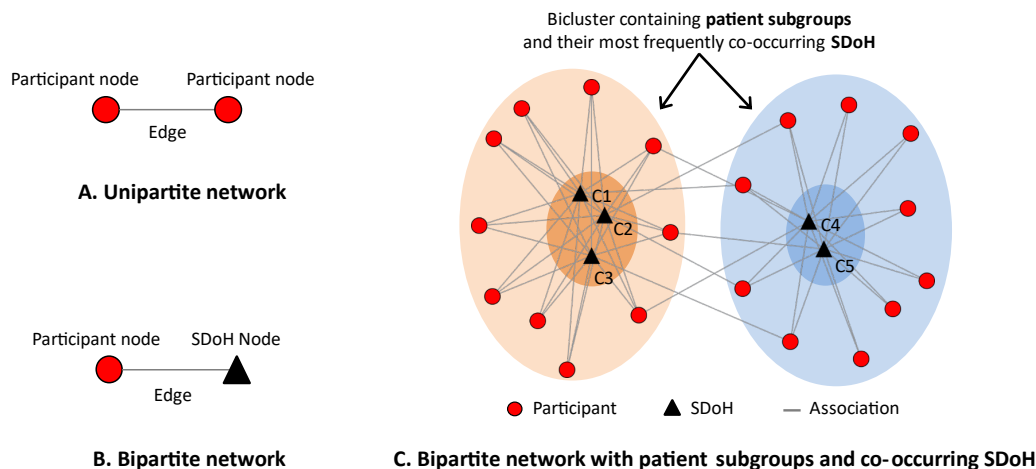 Participant node
Participant node
Edge
A. Unipartite network
Participant node
SDoH Node
Edge
B. Bipartite network
Bicluster containing patient subgroups
and their most frequently co-occurring SDoH
C1
C2
C3
C4
C5
Participant
SDoH
Association
C. Bipartite network with patient subgroups and co-occurring SDoH